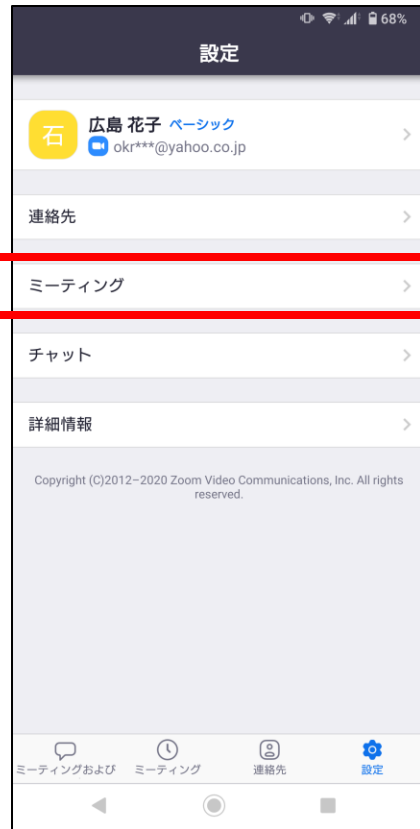 68%
設定
石
広島 花子 ベーシック
okr***@yahoo.co.jp
連絡先
ミーティング
チャット
詳細情報
Copyright (C)2012-2020 Zoom Video Communications, Inc. All rights
reserved.
ミーティングおよび ミーティング 連絡先 設定